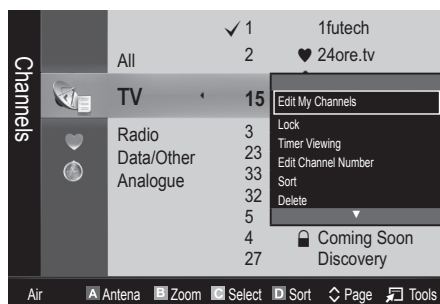 Channels
All
TV
Radio
Data/Other
Analogue
1 1futech
2 24ore.tv
15
3
23
33
32
5
4 Coming Soon
27 Discovery
Edit My Channels
Lock
Timer Viewing
Edit Channel Number
Sort
Delete
Air A Antena B Zoom C Select D Sort Page Tools